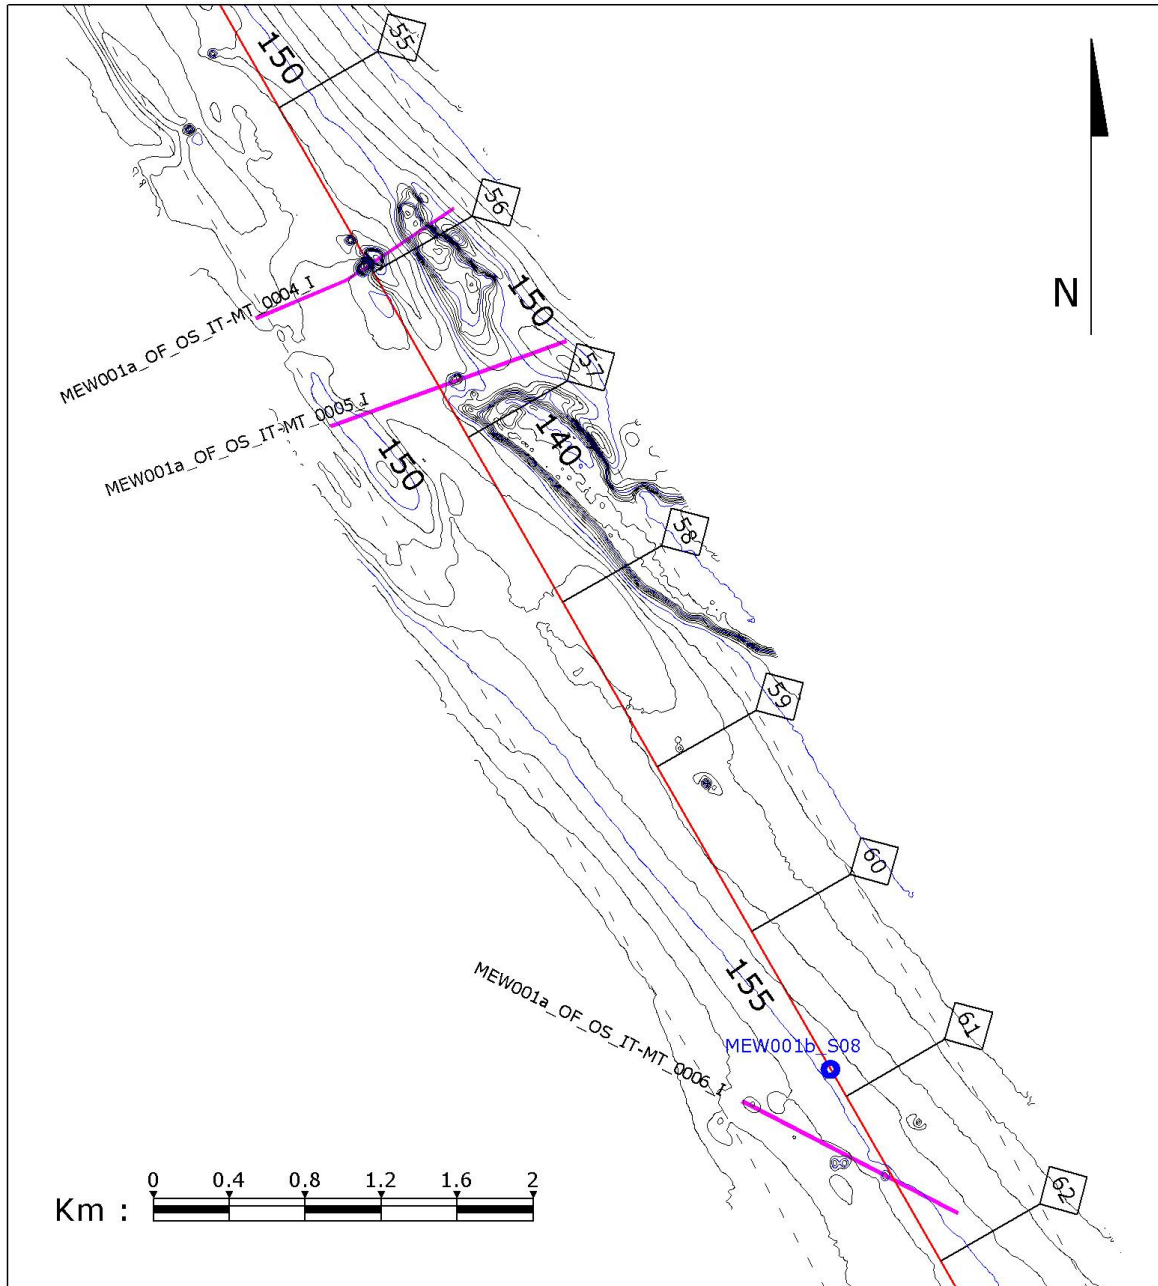 55
150
56
N
150
MEW001a_OF_OS_IT-MT_0004_I
57
MEW001a_OF_OS_IT-MT_0005_I
140
150
58
59
60
155
61
MEW001b_S08
MEW001a_OF_OS_IT-MT_0006_I
62
0 0.4 0.8 1.2 1.6 2
Km :